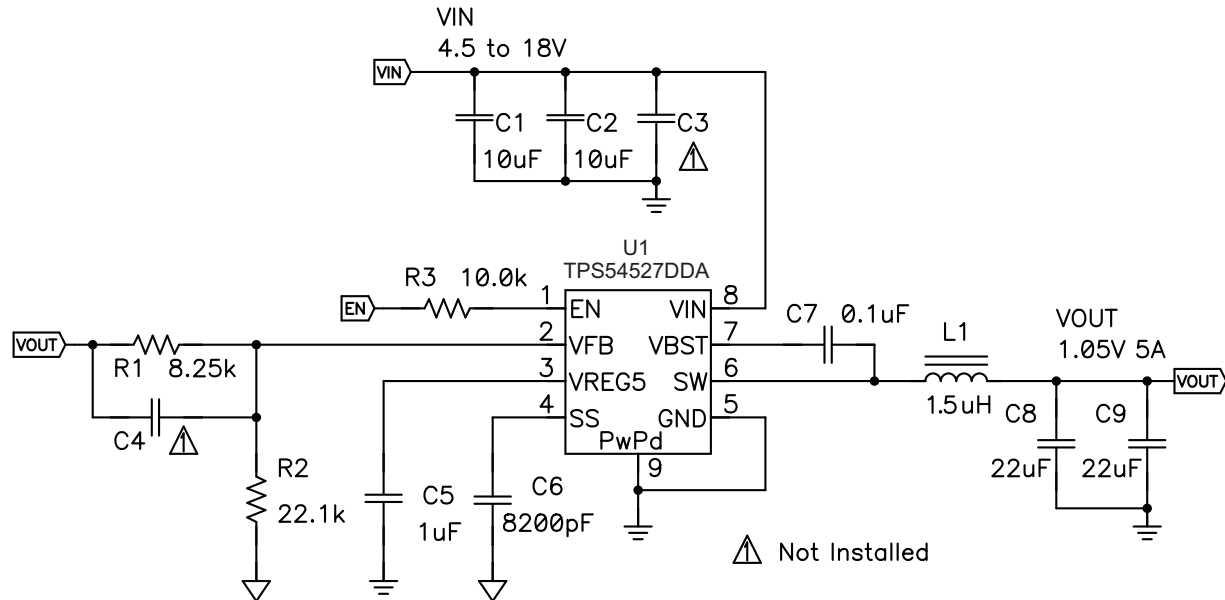 VIN
4.5 to 18V
VIN
C1
C2
C3
10uF
10uF
1
U1
TPS54527DDA
R3 10.0k
EN
1
EN
VIN
8
C7 0.1uF
L1
VOUT
1.05V 5A
VOUT
2
VFB
VBST
7
R1 8.25k
3
VREG5
SW
6
1.5uH
VOUT
C4
1
4
SS
GND
5
C8
C9
PwPd
9
R2
22.1k
C5
1uF
C6
8200pF
22uF
22uF
1 Not Installed